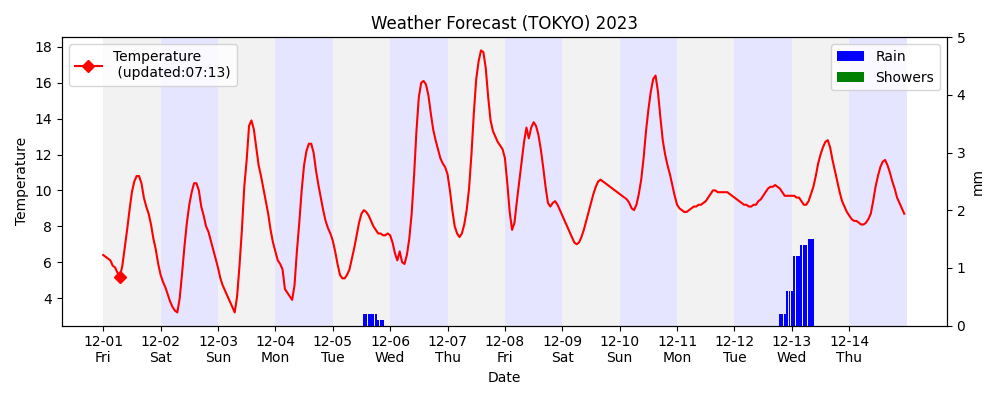 Weather Forecast (TOKYO) 2023
Temperature
(updated:07:13)
Rain
Showers
Temperature
18
16
14
12
10
8
6
4
5
4
3
2
1
0
mm
12-01 12-02 12-03 12-04 12-05 12-06 12-07 12-08 12-09 12-10 12-11 12-12 12-13 12-14
Fri Sat Sun Mon Tue Wed Thu Fri Sat Sun Mon Tue Wed Thu
Date